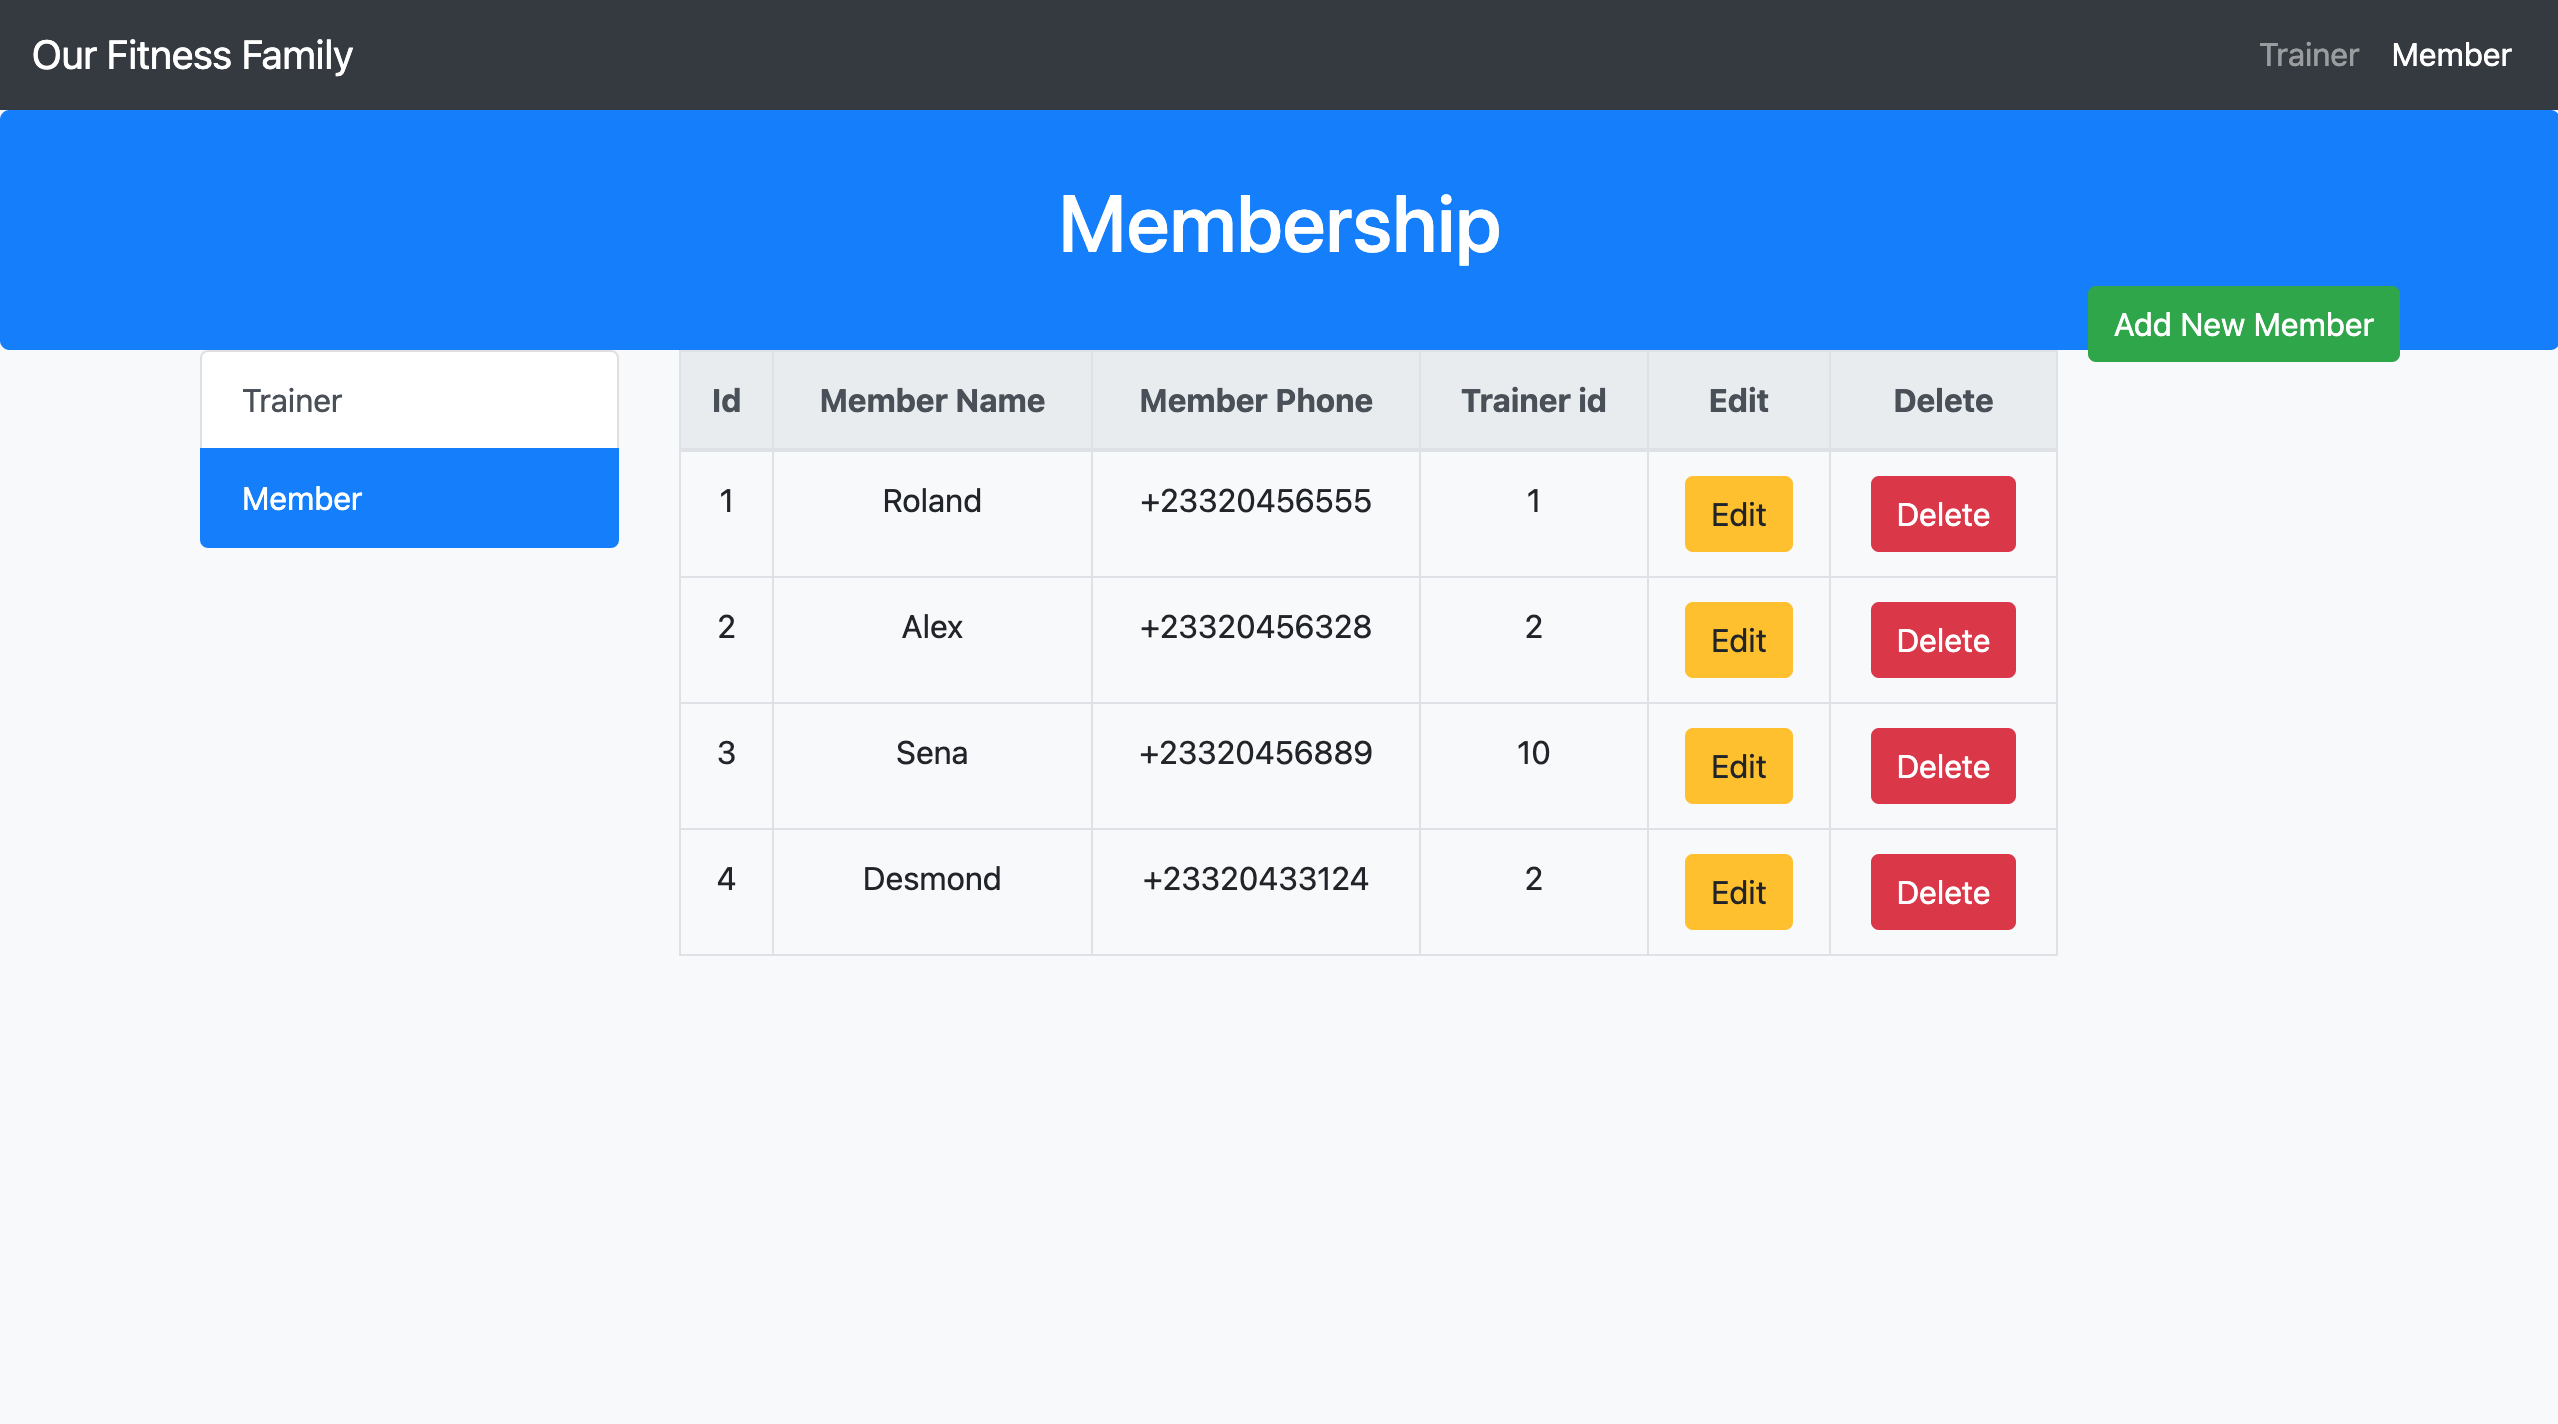 Our Fitness Family Trainer Member
Membership
Add New Member
Trainer
Member
Id Member Name Member Phone Trainer id Edit Delete
1 Roland +23320456555 1 Edit Delete
2 Alex +23320456328 2 Edit Delete
3 Sena +23320456889 10 Edit Delete
4 Desmond +23320433124 2 Edit Delete